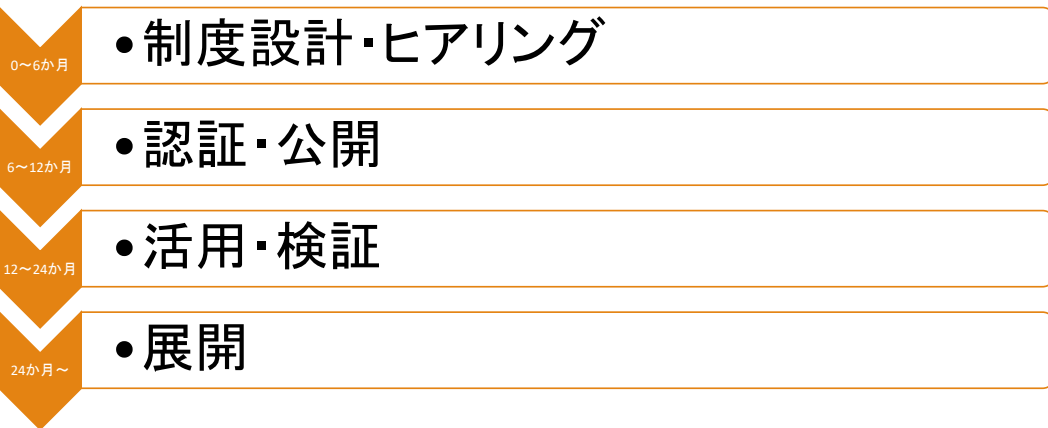 0～6か月
•制度設計・ヒアリング
6～12か月
•認証・公開
12～24か月
•活用・検証
24か月～
•展開